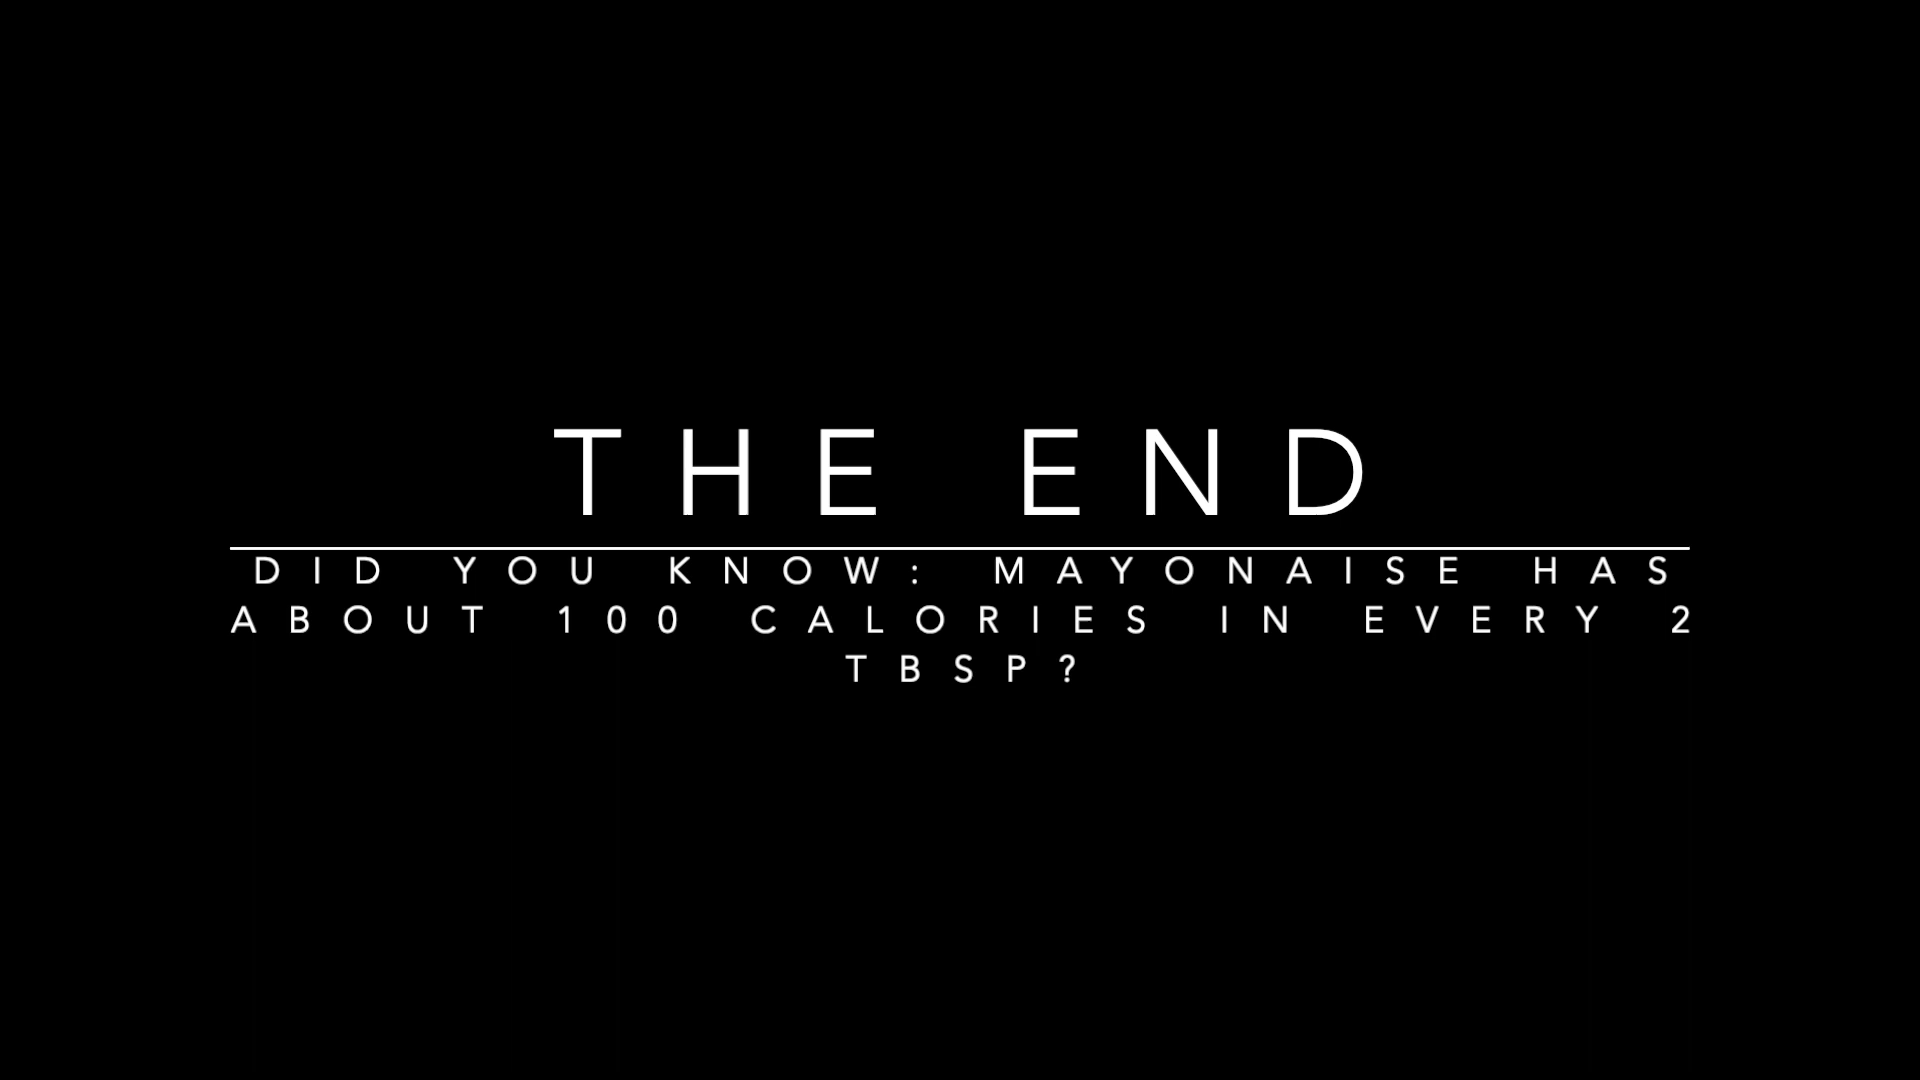 THE END
DID YOU KNOW: MAYONAISE HAS
ABOUT 100 CALORIES IN EVERY 2
TBSP?